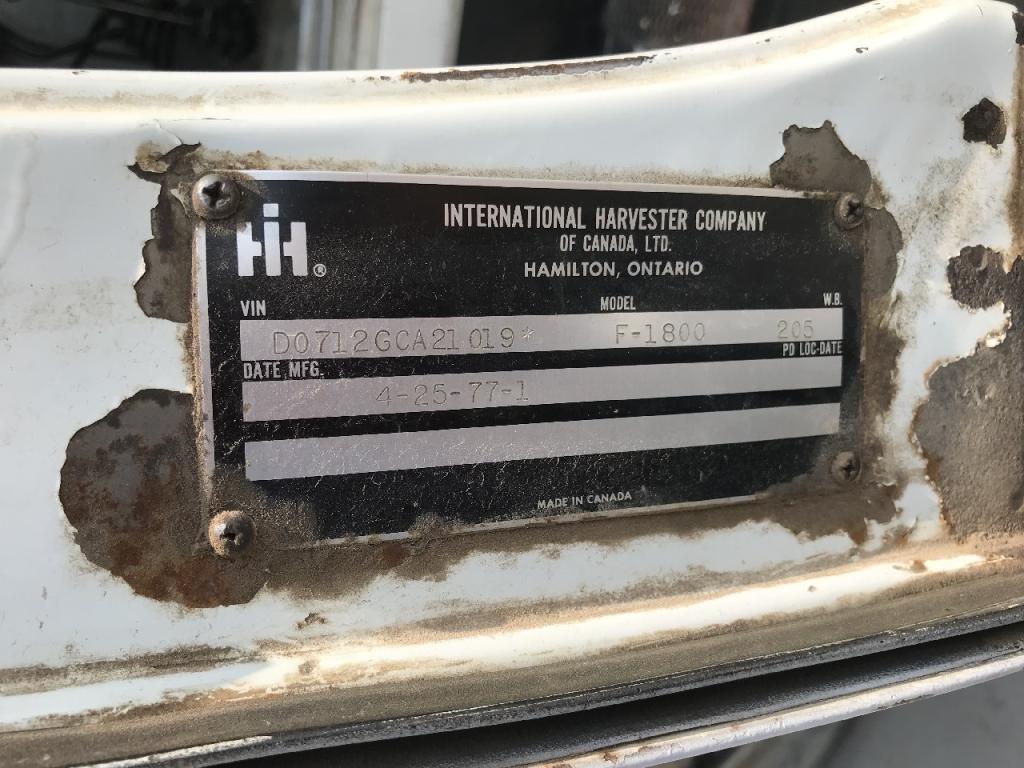 IH®
INTERNATIONAL HARVESTER COMPANY
OF CANADA, LTD.
HAMILTON, ONTARIO
VIN MODEL W.B.
D0712GCA21019* F-1800 205
DATE MFG. PD LOC-DATE
4-25-77-1
MADE IN CANADA